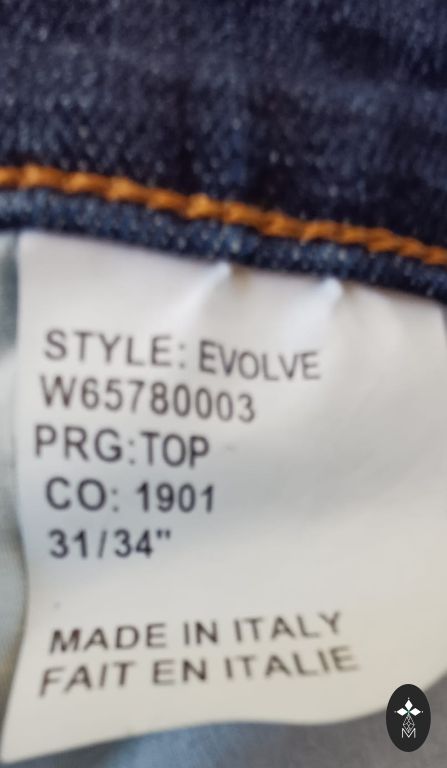 STYLE: EVOLVE
W65780003
PRG:TOP
CO: 1901
31/34"
MADE IN ITALY
FAIT EN ITALIE
M